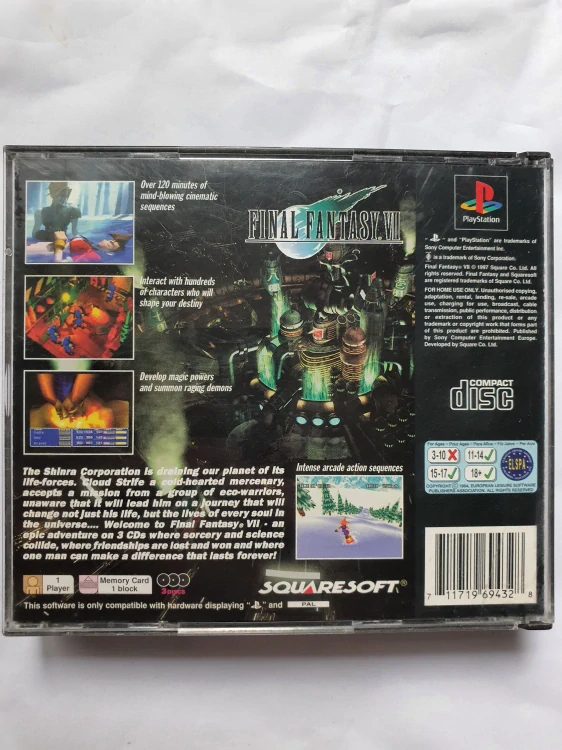 Over 120 minutes of
mind-blowing cinematic
sequences
FINAL FANTASY VII
PlayStation
- and "PlayStation" are trademarks of
Sony Computer Entertainment Inc.
is a trademark of Sony Corporation.
Final Fantasy® VII © 1997 Square Co. Ltd. All
rights reserved. Final Fantasy and Squaresoft
are registered trademarks of Square Co. Ltd.
FOR HOME USE ONLY. Unauthorised copying,
adaptation, rental, lending, re-sale, arcade
use, charging for use, broadcast, cable
transmission, public performance, distribution
or extraction of this product or any
trademark or copyright work that forms part
of this product are prohibited. Published
by Sony Computer Entertainment Europe.
Developed by Square Co. Ltd.
Interact with hundreds
of characters who will
shape your destiny
Develop magic powers
and summon raging demons
COMPACT
disc
3-10
11-14
15-17
18+
ELSPA
COPYRIGHT © 1994, EUROPEAN LEISURE SOFTWARE
PUBLISHERS ASSOCIATION. ALL RIGHTS RESERVED.
The Shinra Corporation is draining our planet of its
life-forces. Cloud Strife a cold-hearted mercenary,
accepts a mission from a group of eco-warriors,
unaware that it will lead him on a journey that will
change not just his life, but the lives of every soul in
the universe.... Welcome to Final Fantasy® VII - an
epic adventure on 3 CDs where sorcery and science
collide, where friendships are lost and won and where
one man can make a difference that lasts forever!
Intense arcade action sequences
1
Player
Memory Card
1 block
3 DISCS
SQUARESOFT®
This software is only compatible with hardware displaying " " and PAL
7 11719 69432 8